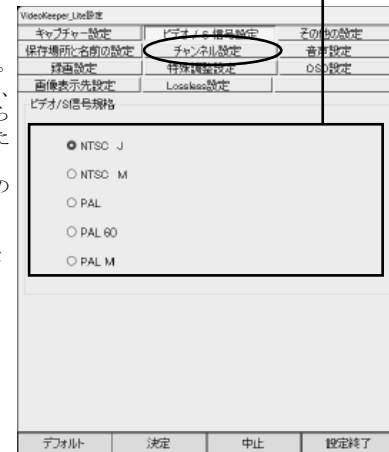 VideoKeeper_Lite設定
キャプチャー設定 ビデオ / S 信号設定 その他の設定
保存場所と名前の設定 チャンネル設定 音声設定
録画設定 特殊調整設定 OSD設定
画像表示先設定 Lossless設定
ビデオ/S信号規格
NTSC J
NTSC M
PAL
PAL 60
PAL M
デフォルト 決定 中止 設定終了
。
、
ら
た
の